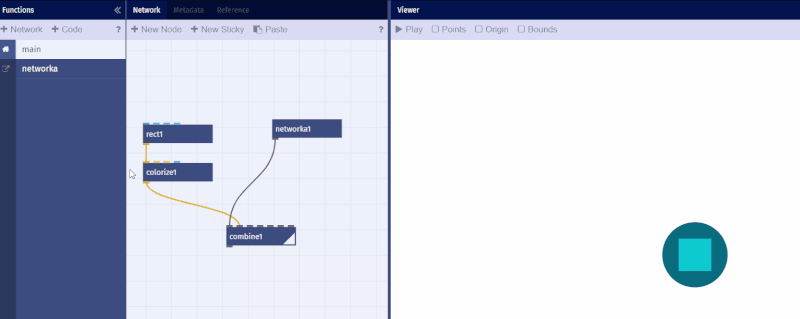 Functions
Network Metadata Reference
Viewer
+ Network + Code ?
+ New Node + New Sticky Paste ?
Play Points Origin Bounds
main
networka
rect1
networka1
colorize1
combine1